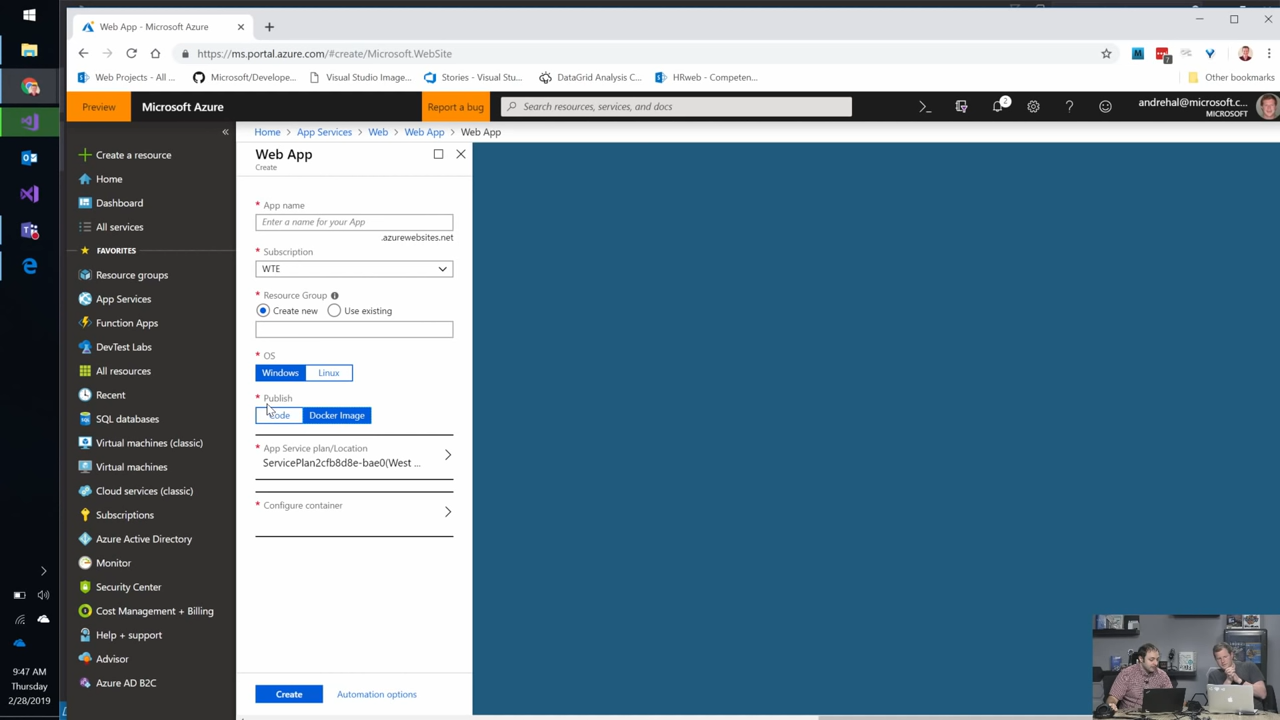 Web App - Microsoft Azure
https://ms.portal.azure.com/#create/Microsoft.WebSite
Web Projects - All ...
Microsoft/Develope...
Visual Studio Image...
Stories - Visual Stu...
DataGrid Analysis C...
HRweb - Competen...
Other bookmarks
Preview
Microsoft Azure
Report a bug
Search resources, services, and docs
2
andrehal@microsoft.c...
MICROSOFT
Home > App Services > Web > Web App > Web App
Create a resource
Home
Dashboard
All services
FAVORITES
Resource groups
App Services
Function Apps
DevTest Labs
All resources
Recent
SQL databases
Virtual machines (classic)
Virtual machines
Cloud services (classic)
Subscriptions
Azure Active Directory
Monitor
Security Center
Cost Management + Billing
Help + support
Advisor
Azure AD B2C
Web App
Create
* App name
Enter a name for your App
.azurewebsites.net
* Subscription
WTE
* Resource Group
Create new Use existing
* OS
Windows Linux
* Publish
Code Docker Image
* App Service plan/Location
ServicePlan2cfb8d8e-bae0(West ...
* Configure container
Create Automation options
9:47 AM
Thursday
2/28/2019